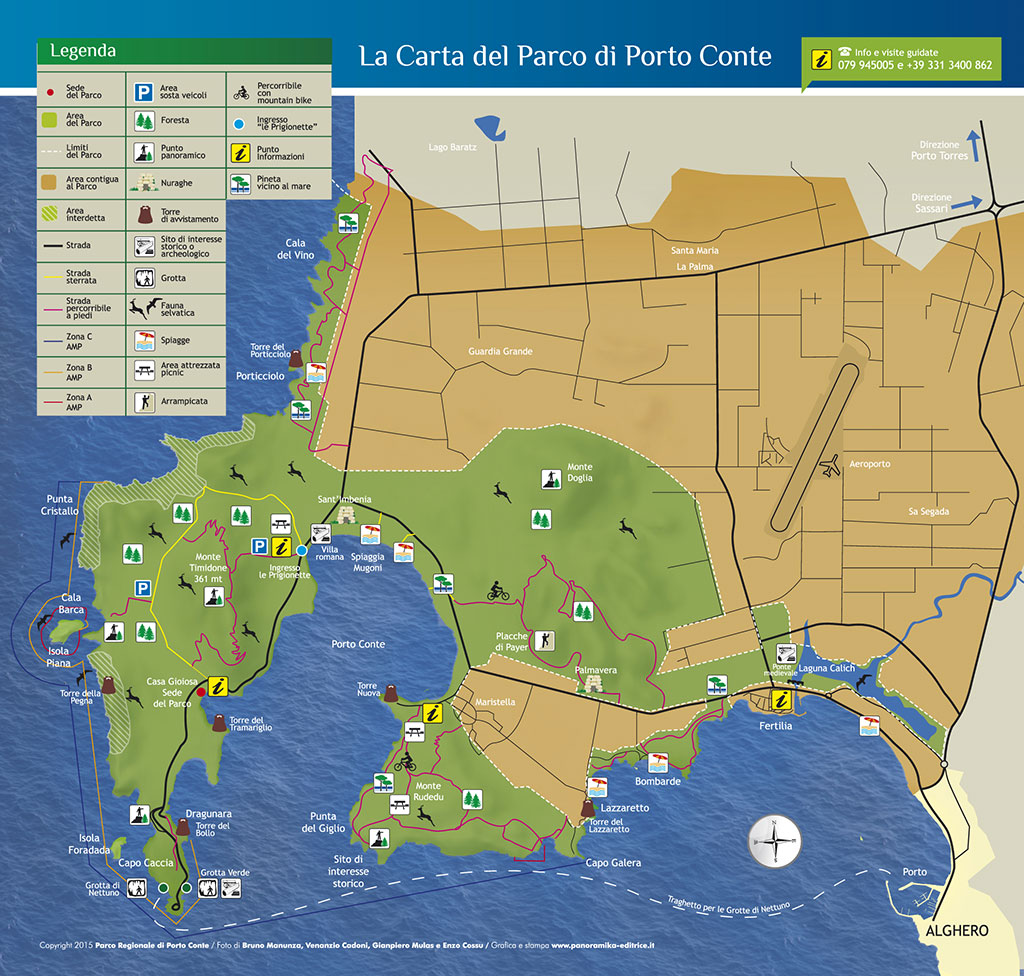 Legenda
La Carta del Parco di Porto Conte
i
☎ Info e visite guidate
079 945005 e +39 331 3400 862
Sede
del Parco
Area
del Parco
Limiti
del Parco
Area contigua
al Parco
Area
interdetta
Strada
Strada
sterrata
Strada
percorribile
a piedi
Zona C
AMP
Zona B
AMP
Zona A
AMP
P
Area
sosta veicoli
Foresta
Punto
panoramico
Nuraghe
Torre
di avvistamento
Sito di interesse
storico o
archeologico
Grotta
Fauna
selvatica
Spiagge
Area attrezzata
picnic
Arrampicata
Percorribile
con
mountain bike
Ingresso
"le Prigionette"
i
Punto
Informazioni
Pineta
vicino al mare
Lago Baratz
Direzione
Porto Torres
Direzione
Sassari
Cala
del Vino
Santa Maria
La Palma
Torre del
Porticciolo
Porticciolo
Guardia Grande
Monte
Doglia
Aeroporto
Sa Segada
Punta
Cristallo
Sant'Imbenia
P
i
Ingresso
le Prigionette
Villa
romana
Spiaggia
Mugoni
Monte
Timidone
361 mt
P
Cala
Barca
Isola
Piana
Porto Conte
Placche
di Payer
Palmavera
Ponte
medievale
Laguna Calich
Torre della
Pegna
Casa Gioiosa
Sede
del Parco
i
Torre
Nuova
i
Maristella
i
Fertilia
Torre del
Tramariglio
Bombarde
Monte
Rudedu
Lazzaretto
Torre del
Lazzaretto
Punta
del Giglio
Dragunara
Torre del
Bollo
Isola
Foradada
Capo Caccia
Sito di
interesse
storico
Capo Galera
N
Grotta di
Nettuno
Grotta Verde
Traghetto per le Grotte di Nettuno
Porto
ALGHERO
Copyright 2015 Parco Regionale di Porto Conte / Foto di Bruno Manunza, Venanzio Cadoni, Gianpiero Mulas e Enzo Cossu / Grafica e stampa www.panoramika-editrice.it